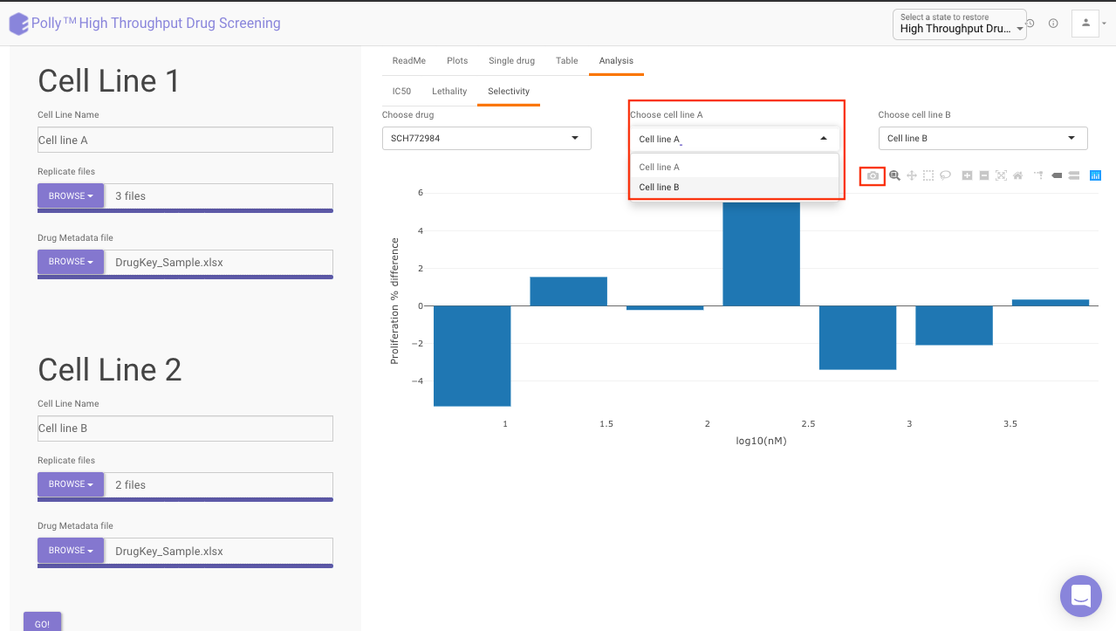 Polly™High Throughput Drug Screening
Select a state to restore
High Throughput Dru...
Cell Line 1
Cell Line Name
Cell line A
Replicate files
BROWSE
3 files
Drug Metadata file
BROWSE
DrugKey_Sample.xlsx
Cell Line 2
Cell Line Name
Cell line B
Replicate files
BROWSE
2 files
Drug Metadata file
BROWSE
DrugKey_Sample.xlsx
GO!
ReadMe Plots Single drug Table Analysis
IC50 Lethality Selectivity
Choose drug
SCH772984
Choose cell line A
Cell line A
Cell line A
Cell line B
Choose cell line B
Cell line B
Proliferation % difference
6
4
2
0
−2
−4
1 1.5 2 2.5 3 3.5
log10(nM)